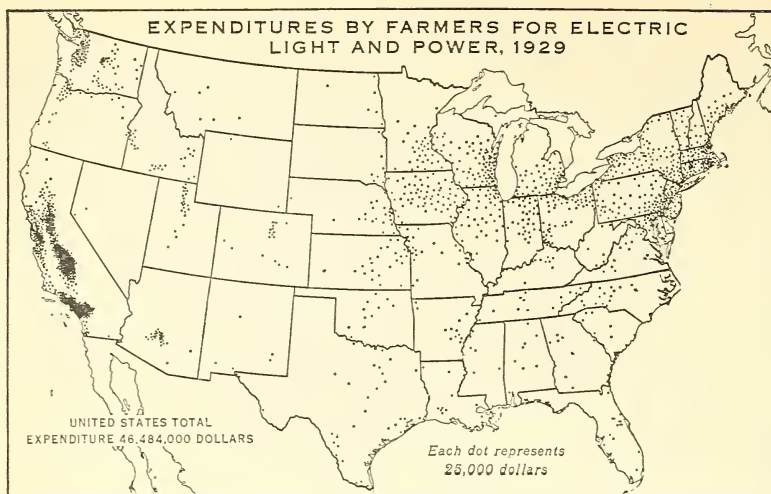 EXPENDITURES BY FARMERS FOR ELECTRIC
LIGHT AND POWER, 1929
UNITED STATES TOTAL
EXPENDITURE 46,484,000 DOLLARS
Each dot represents
25,000 dollars